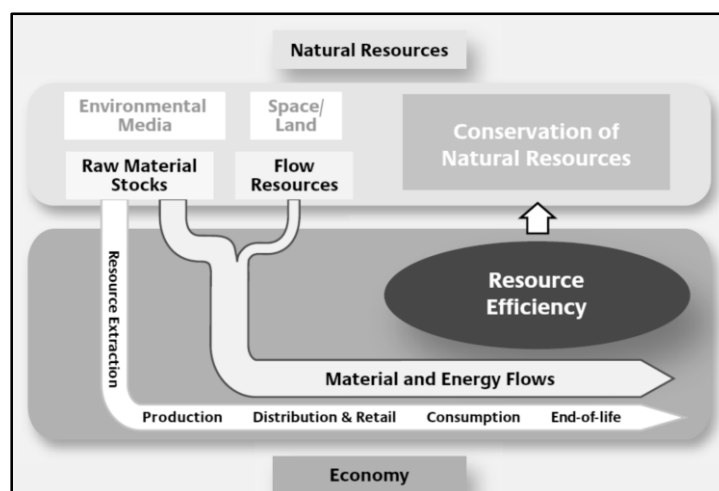 Natural Resources
Environmental
Media
Space/
Land
Conservation of
Natural Resources
Raw Material
Stocks
Flow
Resources
Resource Extraction
Resource
Efficiency
Material and Energy Flows
Production
Distribution & Retail
Consumption
End-of-life
Economy